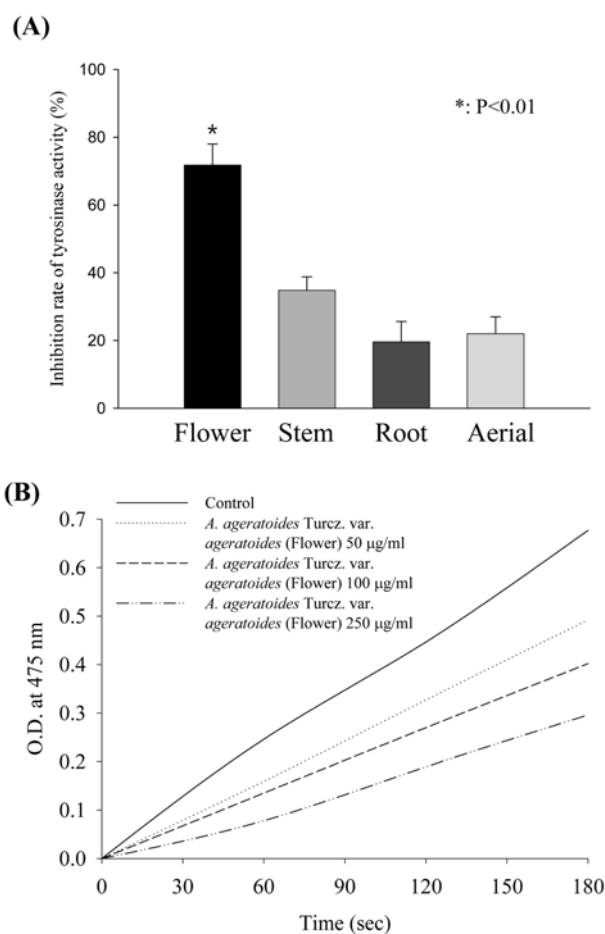 (A)
Inhibition rate of tyrosinase activity (%)
100
80
60
40
20
0
*: P<0.01
*
Flower Stem Root Aerial
(B)
Control
A. ageratoides Turcz. var.
ageratoides (Flower) 50 μg/ml
A. ageratoides Turcz. var.
ageratoides (Flower) 100 μg/ml
A. ageratoides Turcz. var.
ageratoides (Flower) 250 μg/ml
O.D. at 475 nm
0.7
0.6
0.5
0.4
0.3
0.2
0.1
0.0
0 30 60 90 120 150 180
Time (sec)